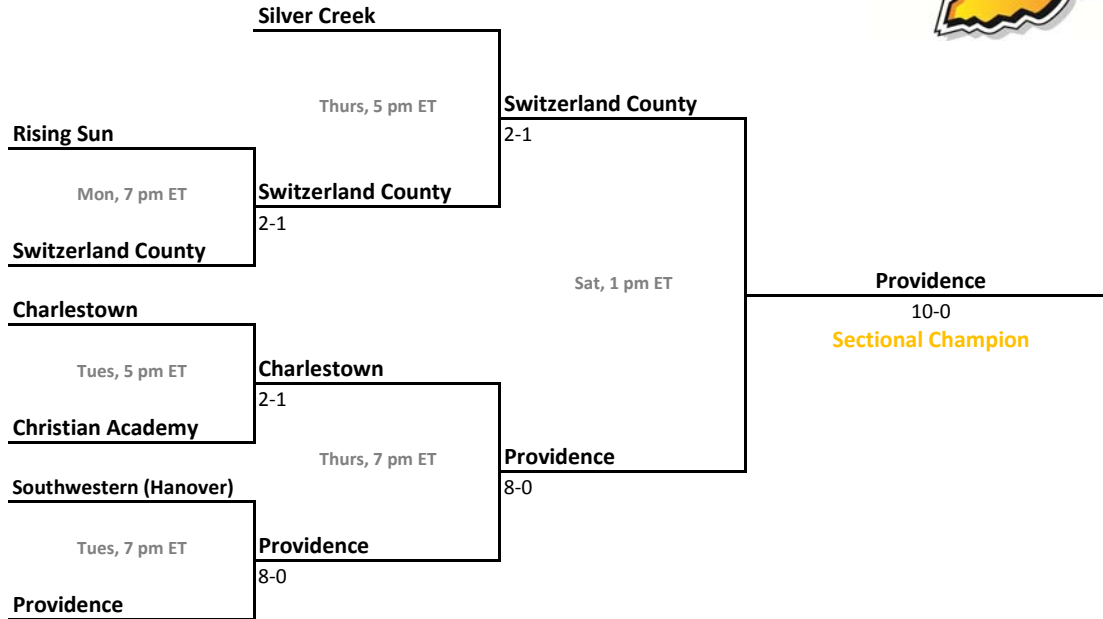 Silver Creek
Thurs, 5 pm ET
Switzerland County
2-1
Rising Sun
Mon, 7 pm ET
Switzerland County
2-1
Switzerland County
Sat, 1 pm ET
Providence
10-0
Sectional Champion
Charlestown
Tues, 5 pm ET
Charlestown
2-1
Christian Academy
Thurs, 7 pm ET
Providence
8-0
Southwestern (Hanover)
Tues, 7 pm ET
Providence
8-0
Providence